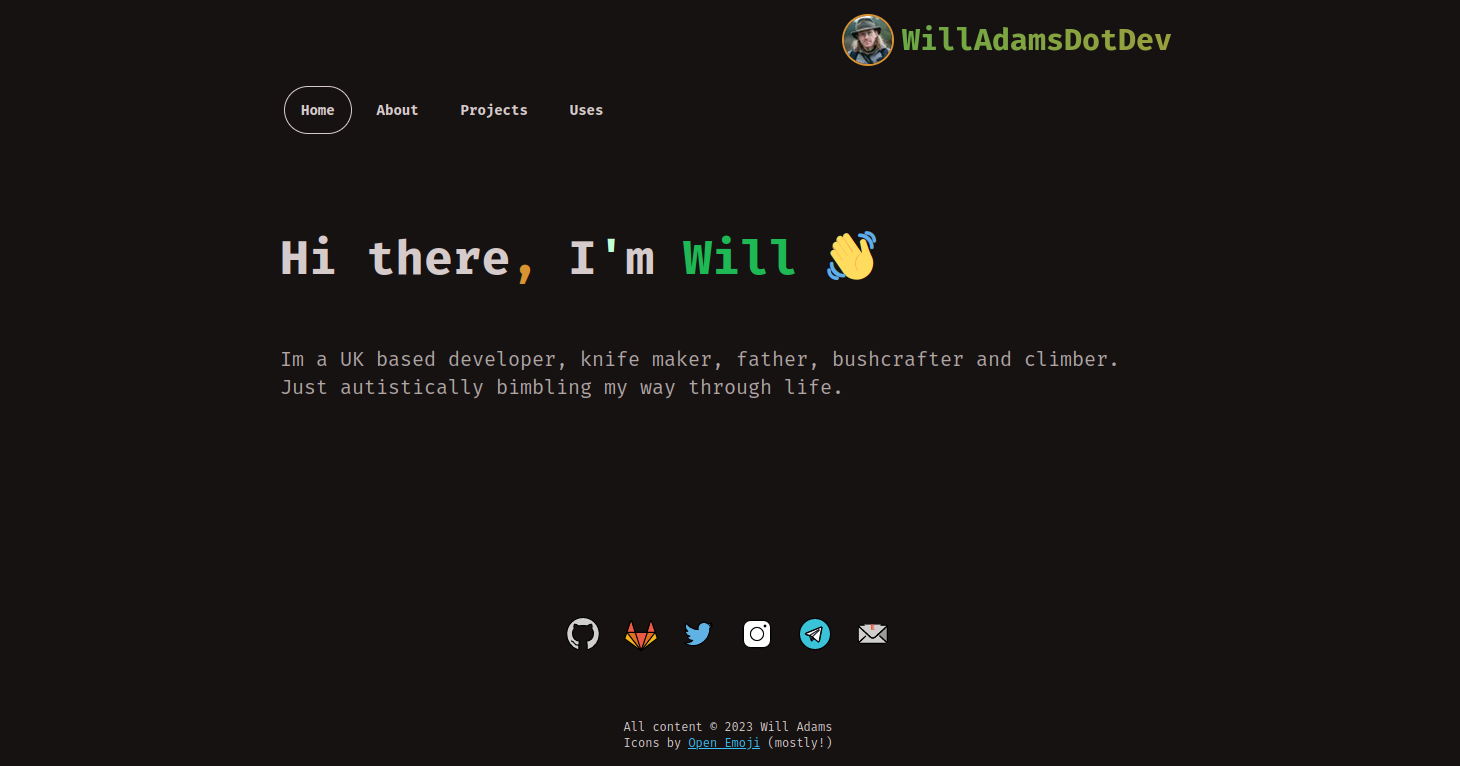 WillAdamsDotDev
Home About Projects Uses
Hi there, I'm Will 👋
Im a UK based developer, knife maker, father, bushcrafter and climber.
Just autistically bimbling my way through life.
All content © 2023 Will Adams
Icons by Open Emoji (mostly!)